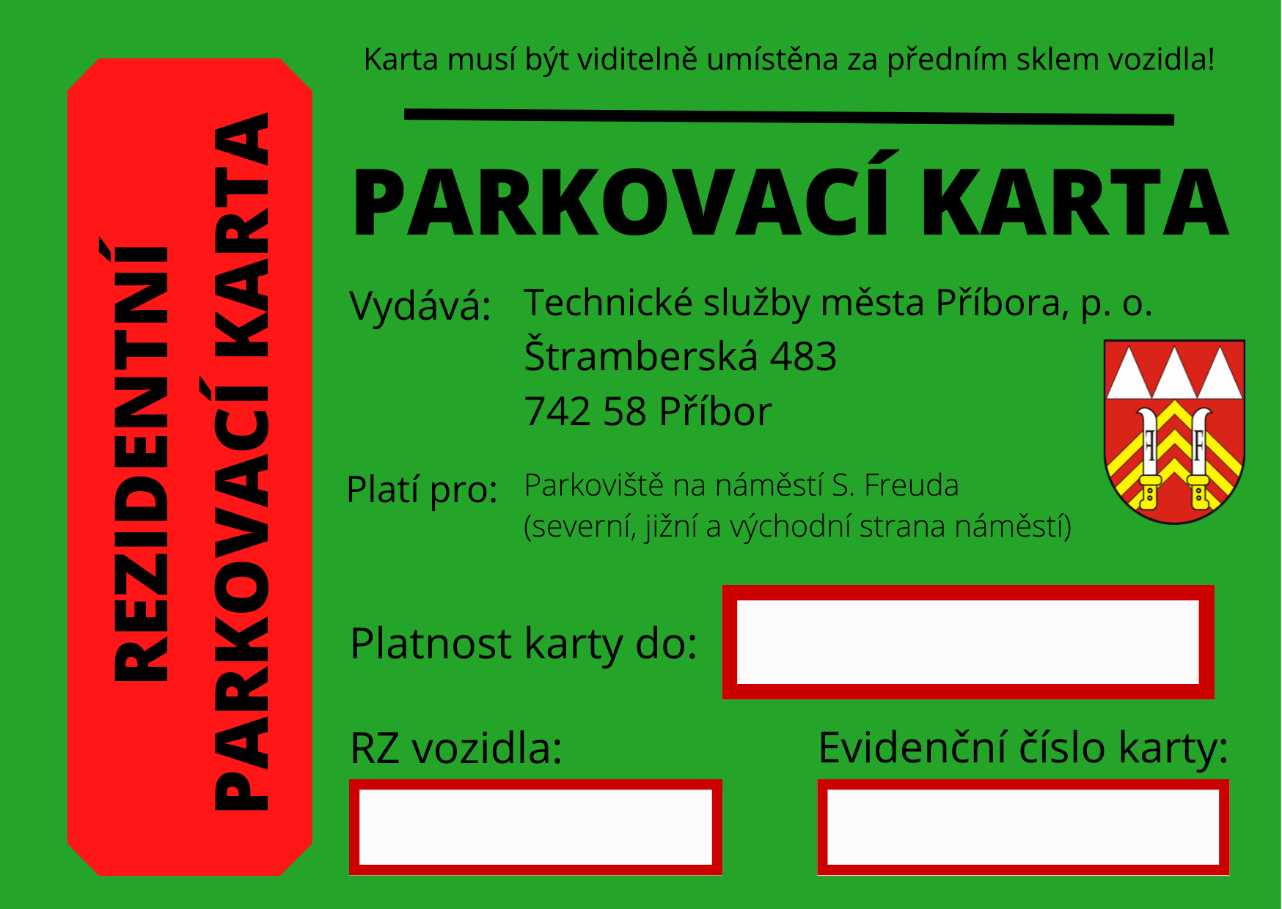 REZIDENTNÍ
PARKOVACÍ KARTA
Karta musí být viditelně umístěna za předním sklem vozidla!
PARKOVACÍ KARTA
Vydává: Technické služby města Příbora, p. o.
Štramberská 483
742 58 Příbor
Platí pro: Parkoviště na náměstí S. Freuda
(severní, jižní a východní strana náměstí)
Platnost karty do:
RZ vozidla: Evidenční číslo karty: